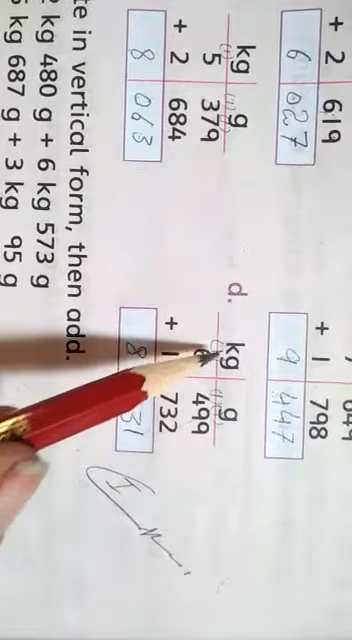 + 2 619
6 027
+ 1 798
9 447
kg g
5 379
+ 2 684
8 063
d.
kg g
499
+ 1 732
8 31
te in vertical form, then add.
kg 480 g + 6 kg 573 g
kg 687 g + 3 kg 95 g